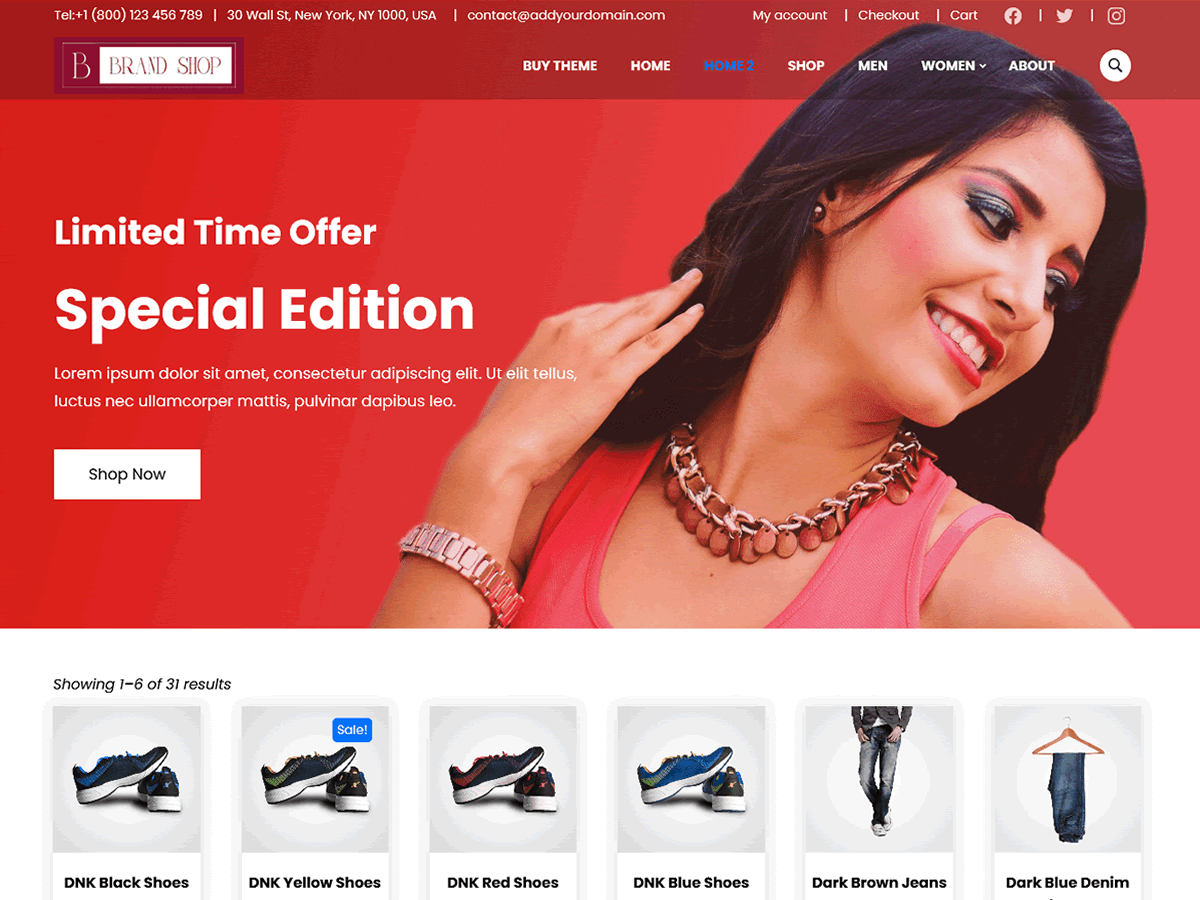 Tel:+1 (800) 123 456 789 | 30 Wall St, New York, NY 1000, USA | contact@addyourdomain.com My account | Checkout | Cart | |
B BRAND SHOP
BUY THEME HOME HOME 2 SHOP MEN WOMEN ABOUT
Limited Time Offer
Special Edition
Lorem ipsum dolor sit amet, consectetur adipiscing elit. Ut elit tellus,
luctus nec ullamcorper mattis, pulvinar dapibus leo.
Shop Now
Showing 1–6 of 31 results
Sale!
DNK Black Shoes DNK Yellow Shoes DNK Red Shoes DNK Blue Shoes Dark Brown Jeans Dark Blue Denim